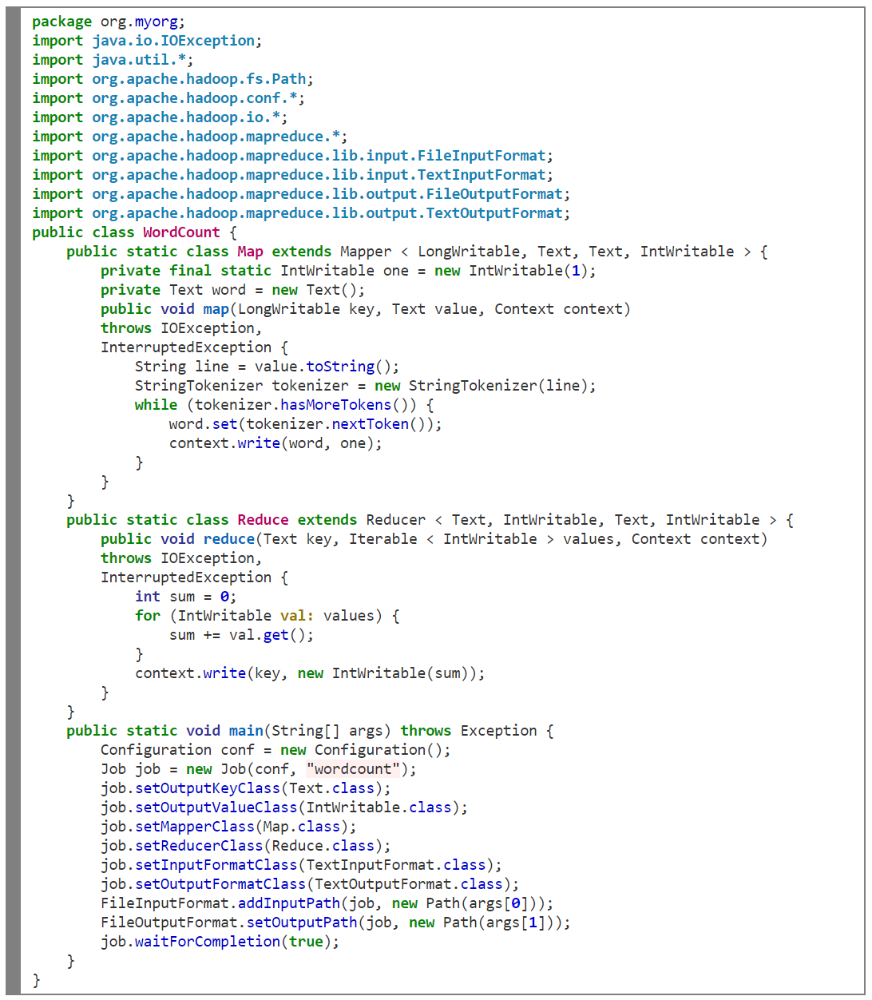 package org.myorg;
import java.io.IOException;
import java.util.*;
import org.apache.hadoop.fs.Path;
import org.apache.hadoop.conf.*;
import org.apache.hadoop.io.*;
import org.apache.hadoop.mapreduce.*;
import org.apache.hadoop.mapreduce.lib.input.FileInputFormat;
import org.apache.hadoop.mapreduce.lib.input.TextInputFormat;
import org.apache.hadoop.mapreduce.lib.output.FileOutputFormat;
import org.apache.hadoop.mapreduce.lib.output.TextOutputFormat;
public class WordCount {
    public static class Map extends Mapper < LongWritable, Text, Text, IntWritable > {
        private final static IntWritable one = new IntWritable(1);
        private Text word = new Text();
        public void map(LongWritable key, Text value, Context context)
        throws IOException,
        InterruptedException {
            String line = value.toString();
            StringTokenizer tokenizer = new StringTokenizer(line);
            while (tokenizer.hasMoreTokens()) {
                word.set(tokenizer.nextToken());
                context.write(word, one);
            }
        }
    }
    public static class Reduce extends Reducer < Text, IntWritable, Text, IntWritable > {
        public void reduce(Text key, Iterable < IntWritable > values, Context context)
        throws IOException,
        InterruptedException {
            int sum = 0;
            for (IntWritable val: values) {
                sum += val.get();
            }
            context.write(key, new IntWritable(sum));
        }
    }
    public static void main(String[] args) throws Exception {
        Configuration conf = new Configuration();
        Job job = new Job(conf, "wordcount");
        job.setOutputKeyClass(Text.class);
        job.setOutputValueClass(IntWritable.class);
        job.setMapperClass(Map.class);
        job.setReducerClass(Reduce.class);
        job.setInputFormatClass(TextInputFormat.class);
        job.setOutputFormatClass(TextOutputFormat.class);
        FileInputFormat.addInputPath(job, new Path(args[0]));
        FileOutputFormat.setOutputPath(job, new Path(args[1]));
        job.waitForCompletion(true);
    }
}